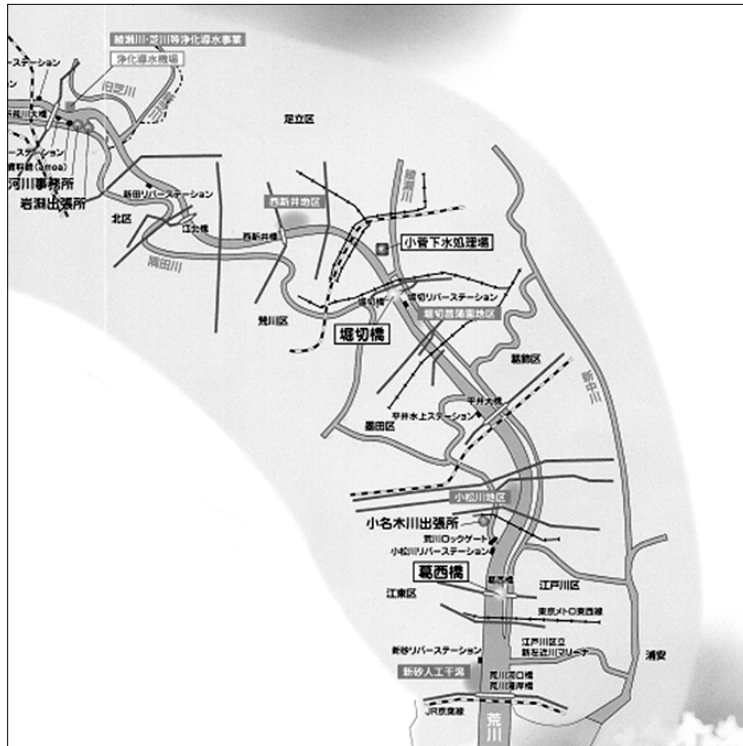 綾瀬川・芝川等浄化導水事業
浄化導水機場
旧芝川
足立区
新荒川大橋
河川事務所
岩淵出張所
北区
新田リバーステーション
江北橋
隅田川
西新井地区
西新井橋
綾瀬川
小菅下水処理場
荒川区
堀切橋
堀切リバーステーション
堀切菖蒲園地区
堀切橋
葛飾区
新中川
平井大橋
平井水上ステーション
墨田区
小松川地区
小名木川出張所
荒川ロックゲート
小松川リバーステーション
葛西橋
葛西橋
江東区
江戸川区
東京メトロ東西線
新砂リバーステーション
江戸川区立
新左近川マリーナ
浦安
新砂人工干潟
荒川河口橋
荒川湾岸橋
JR京葉線
荒川